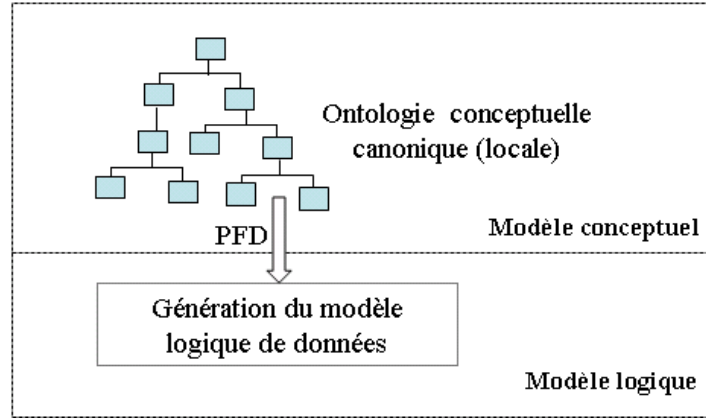 Ontologie conceptuelle
canonique (locale)
PFD
Modèle conceptuel
Génération du modèle
logique de données
Modèle logique